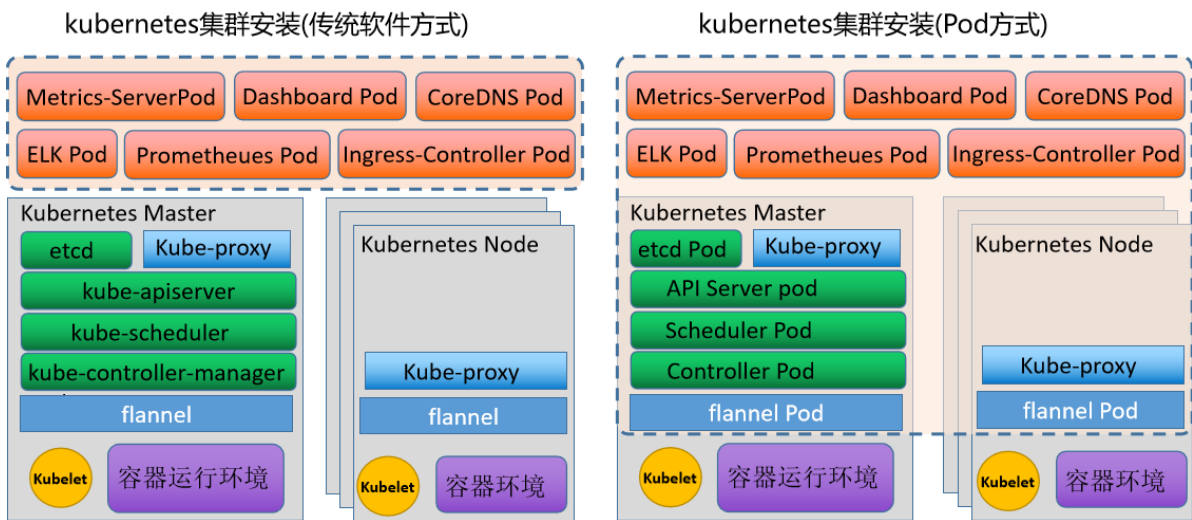 kubernetes集群安装(传统软件方式)
Metrics-ServerPod
Dashboard Pod
CoreDNS Pod
ELK Pod
Prometheues Pod
Ingress-Controller Pod
Kubernetes Master
etcd
Kube-proxy
kube-apiserver
kube-scheduler
kube-controller-manager
flannel
Kubelet
容器运行环境
Kubernetes Node
Kube-proxy
flannel
Kubelet
容器环境
kubernetes集群安装(Pod方式)
Metrics-ServerPod
Dashboard Pod
CoreDNS Pod
ELK Pod
Prometheues Pod
Ingress-Controller Pod
Kubernetes Master
etcd Pod
Kube-proxy
API Server pod
Scheduler Pod
Controller Pod
flannel Pod
Kubelet
容器运行环境
Kubernetes Node
Kube-proxy
flannel Pod
Kubelet
容器环境